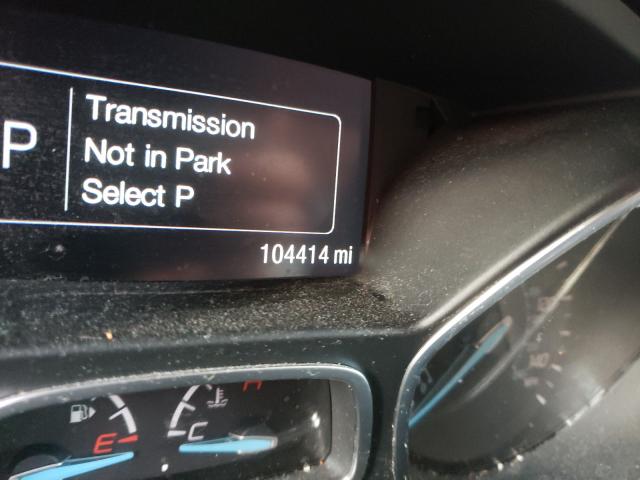 P
Transmission
Not in Park
Select P
104414 mi
H
E
C